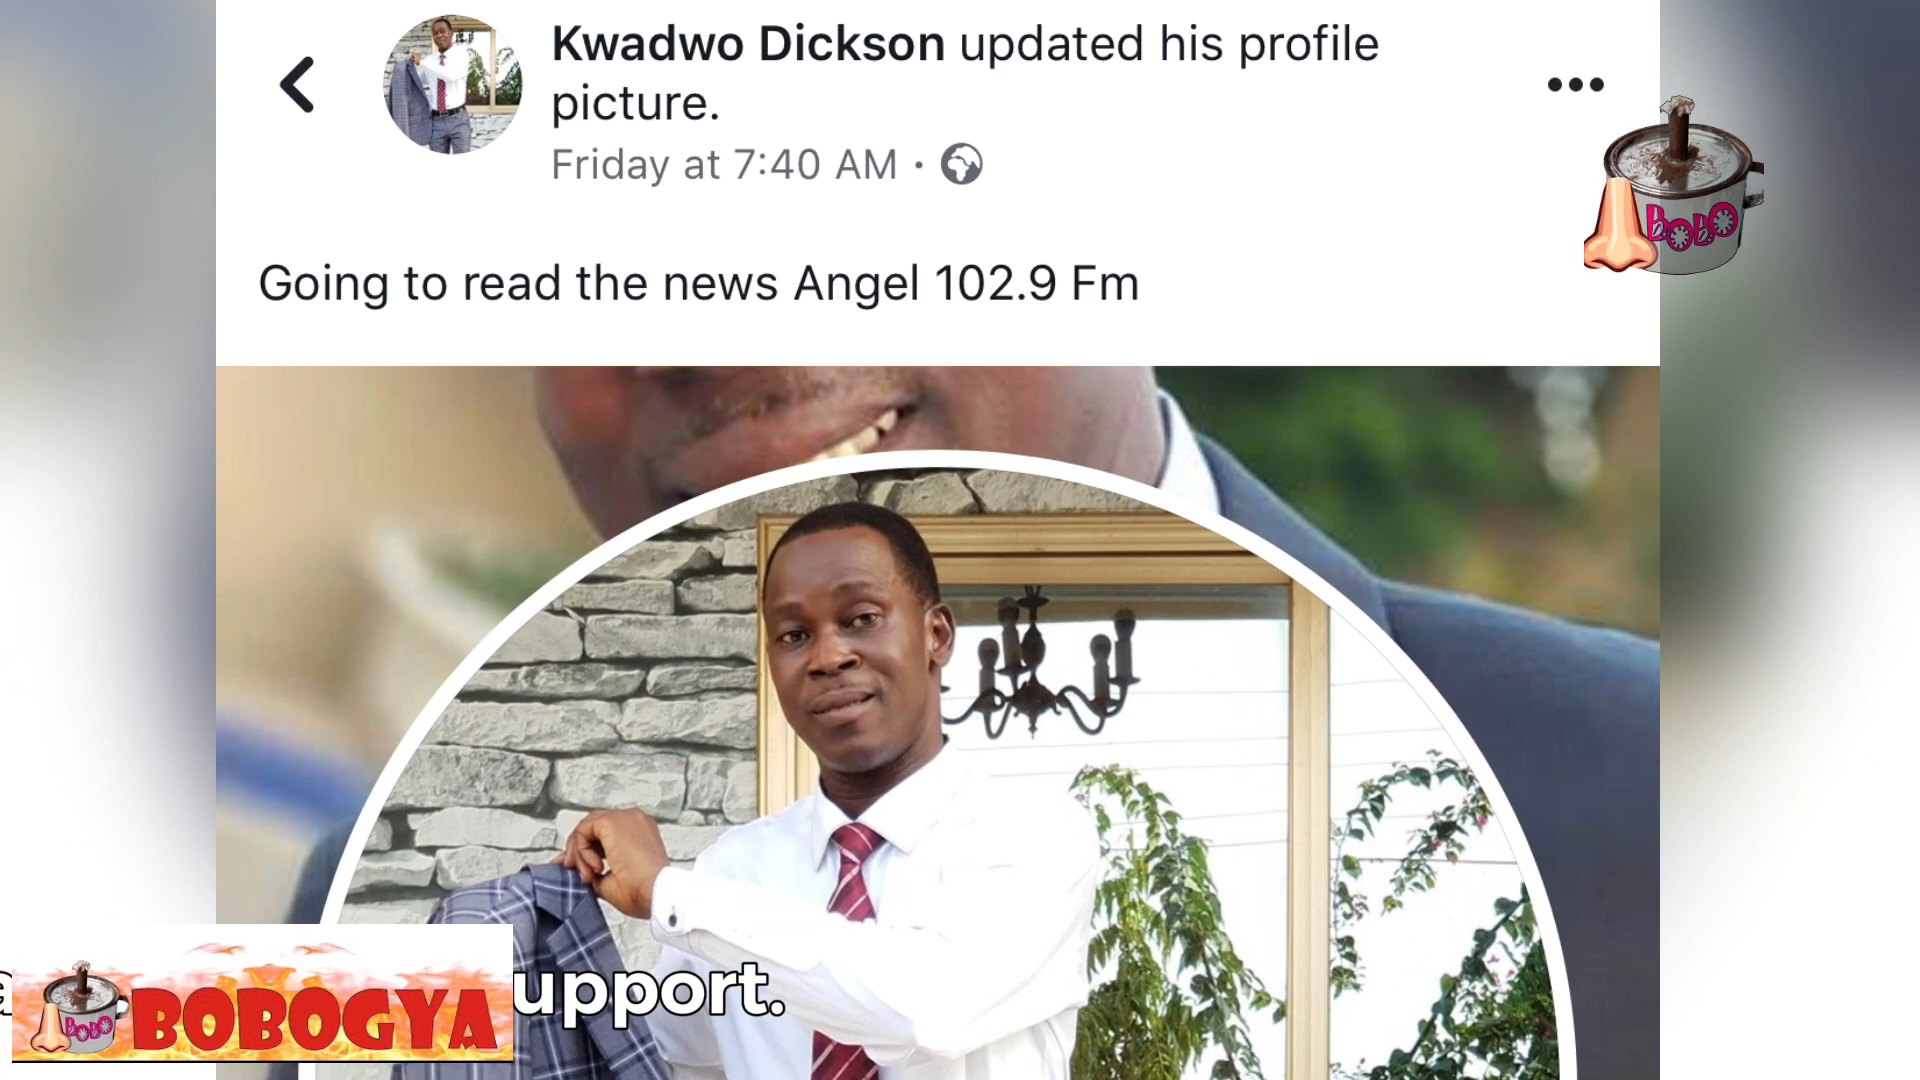 Kwadwo Dickson updated his profile
picture.
Friday at 7:40 AM ·
BOBO
Going to read the news Angel 102.9 Fm
upport.
BOBO
BOBOGYA